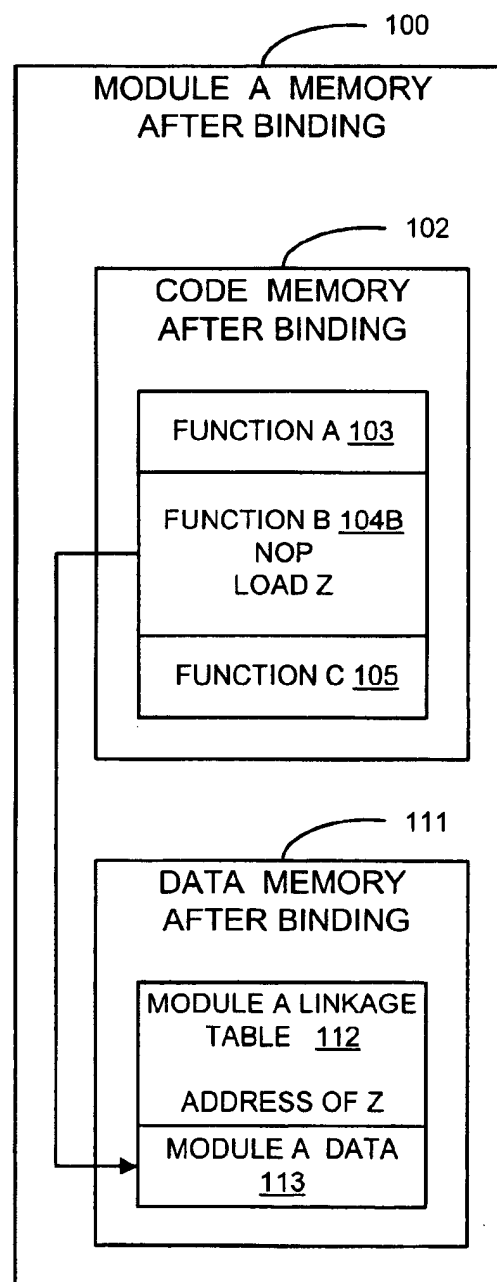 100
MODULE A MEMORY
AFTER BINDING
102
CODE MEMORY
AFTER BINDING
FUNCTION A 103
FUNCTION B 104B
NOP
LOAD Z
FUNCTION C 105
111
DATA MEMORY
AFTER BINDING
MODULE A LINKAGE
TABLE 112
ADDRESS OF Z
MODULE A DATA
113